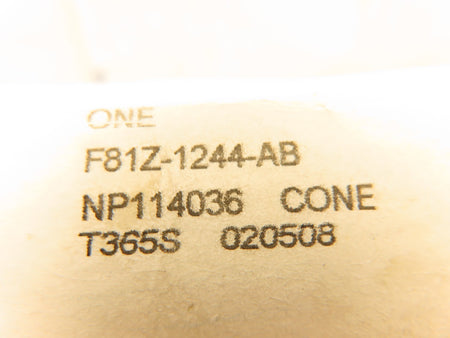 ONE
F81Z-1244-AB
NP114036 CONE
T365S 020508